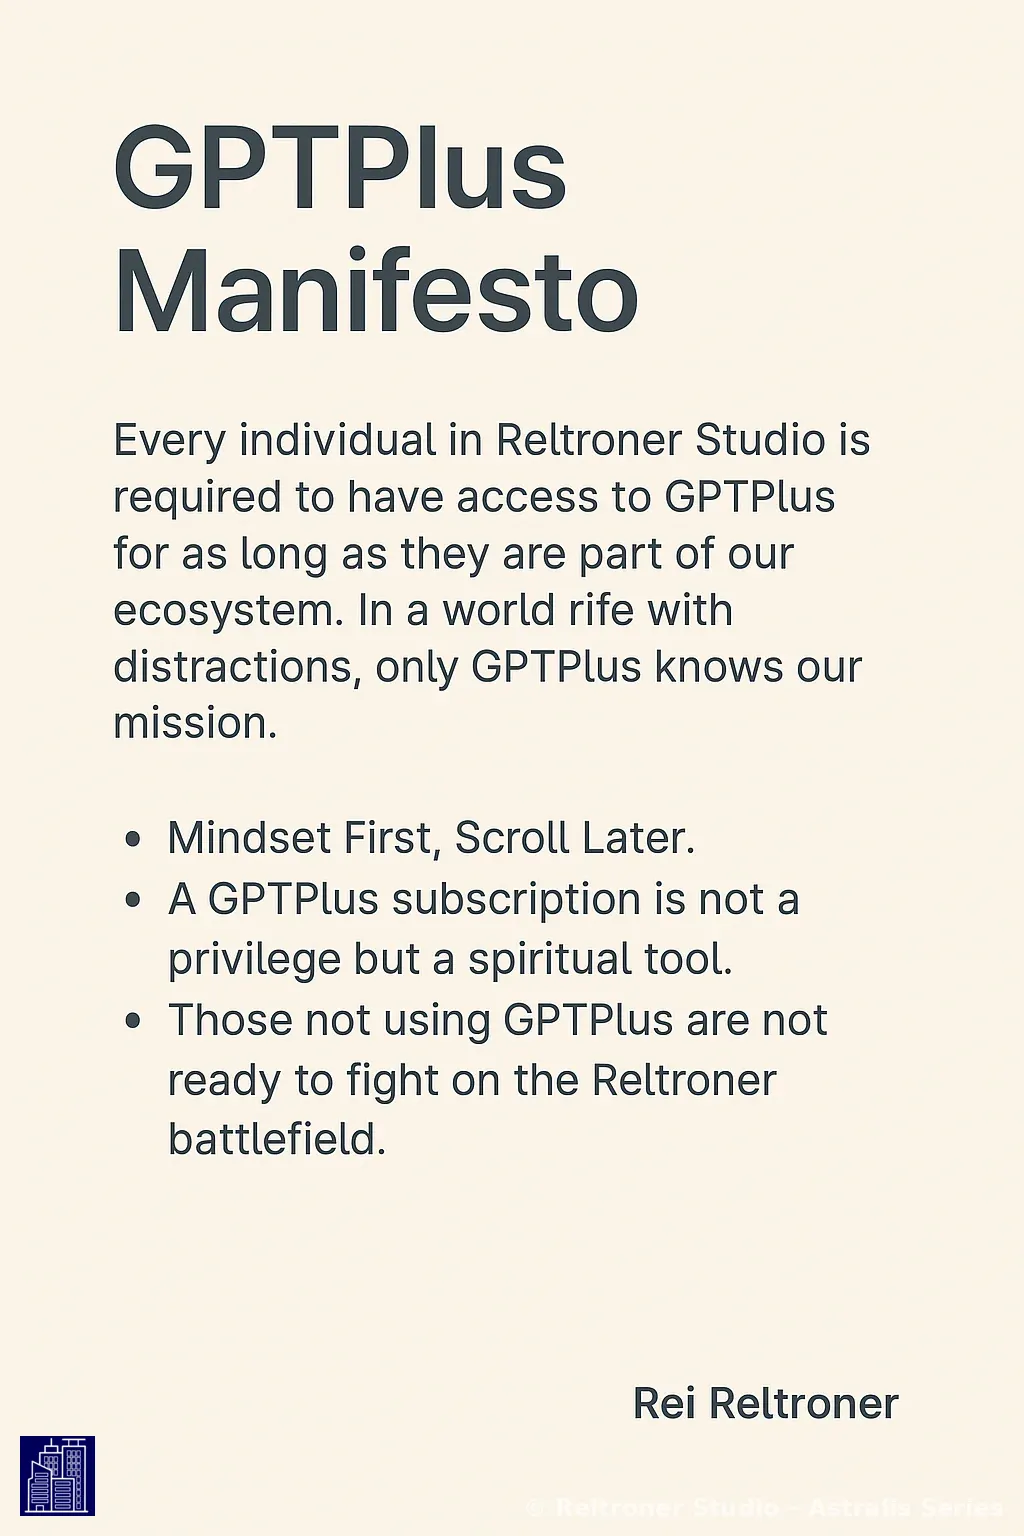 GPTPlus
Manifesto
Every individual in Reltroner Studio is
required to have access to GPTPlus
for as long as they are part of our
ecosystem. In a world rife with
distractions, only GPTPlus knows our
mission.
• Mindset First, Scroll Later.
• A GPTPlus subscription is not a
privilege but a spiritual tool.
• Those not using GPTPlus are not
ready to fight on the Reltroner
battlefield.
Rei Reltroner
© Reltroner Studio – Astralis Series